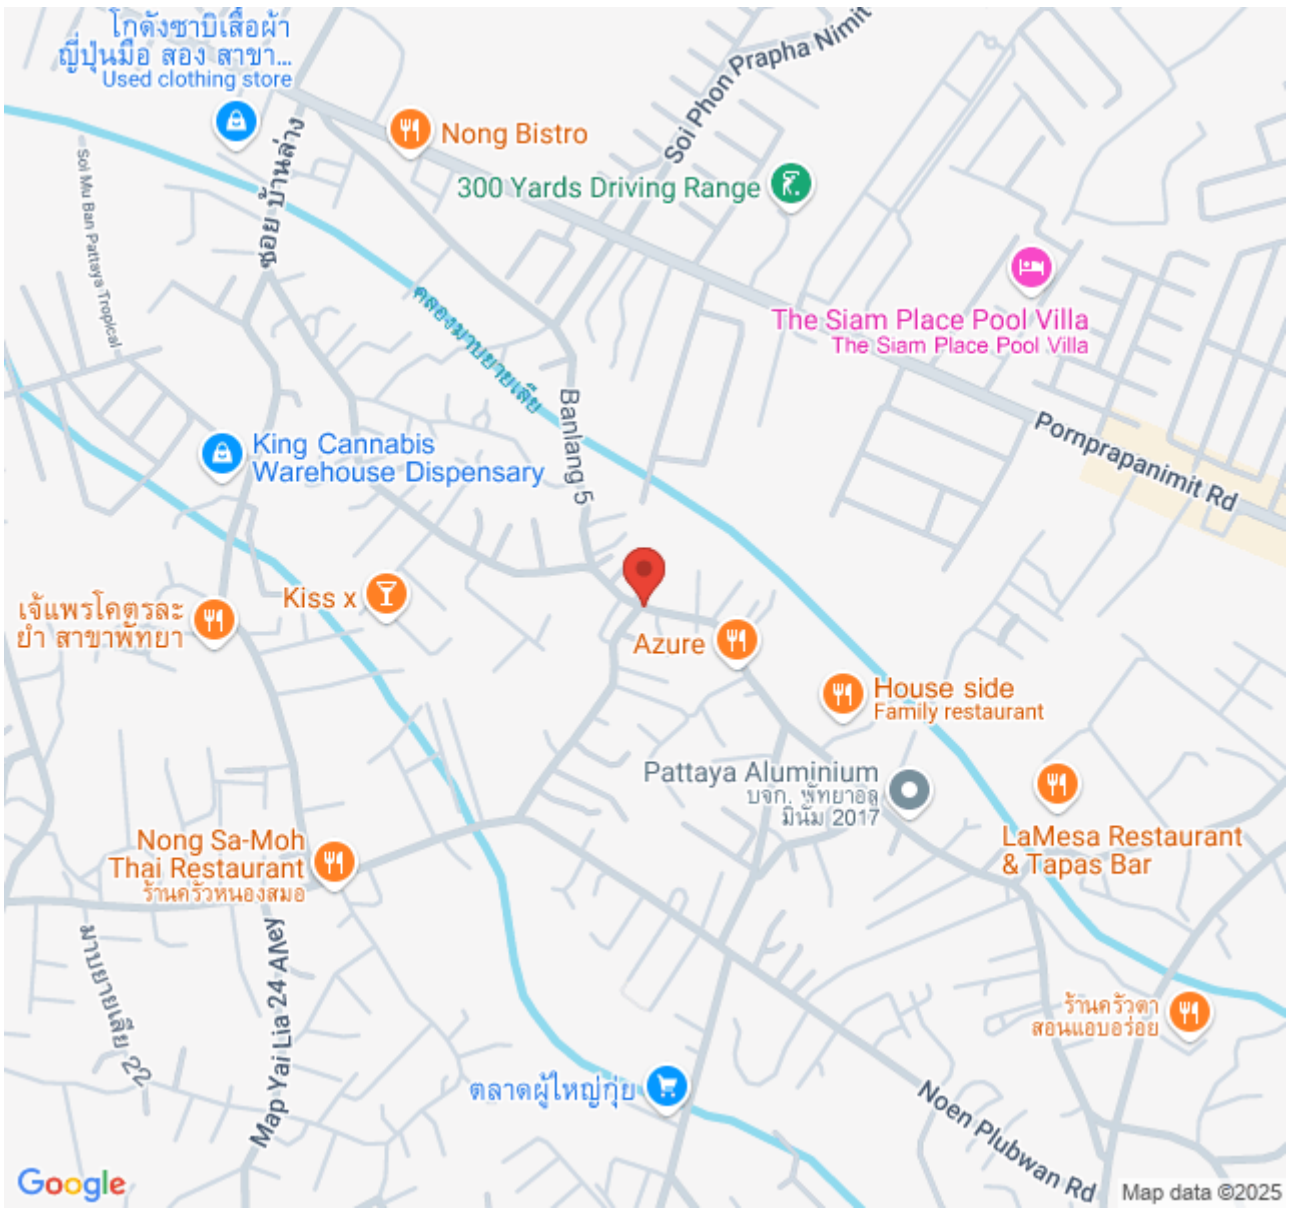 โกดังซาบิเสื้อผ้า
ญี่ปุ่นมือ สอง สาขา...
Used clothing store
Nong Bistro
Soi Phon Prapha Nimit
300 Yards Driving Range
ซอย บ้านล่าง
Soi Mu Ban Pattaya Tropical
คลองมาบยายเลีย
The Siam Place Pool Villa
The Siam Place Pool Villa
Banlang 5
Pornprapanimit Rd
King Cannabis
Warehouse Dispensary
Kiss x
เจ้แพรโคตรละ
ยำ สาขาพัทยา
Azure
House side
Family restaurant
Pattaya Aluminium
บจก. พัทยาอลู
มินั่ม 2017
LaMesa Restaurant
& Tapas Bar
Nong Sa-Moh
Thai Restaurant
ร้านครัวหนองสมอ
มาบยายเลีย 22
Map Yai Lia 24 Alley
ร้านครัวตา
สอนแอบอร่อย
ตลาดผู้ใหญ่กุ่ย
Noen Plubwan Rd
Google
Map data ©2025